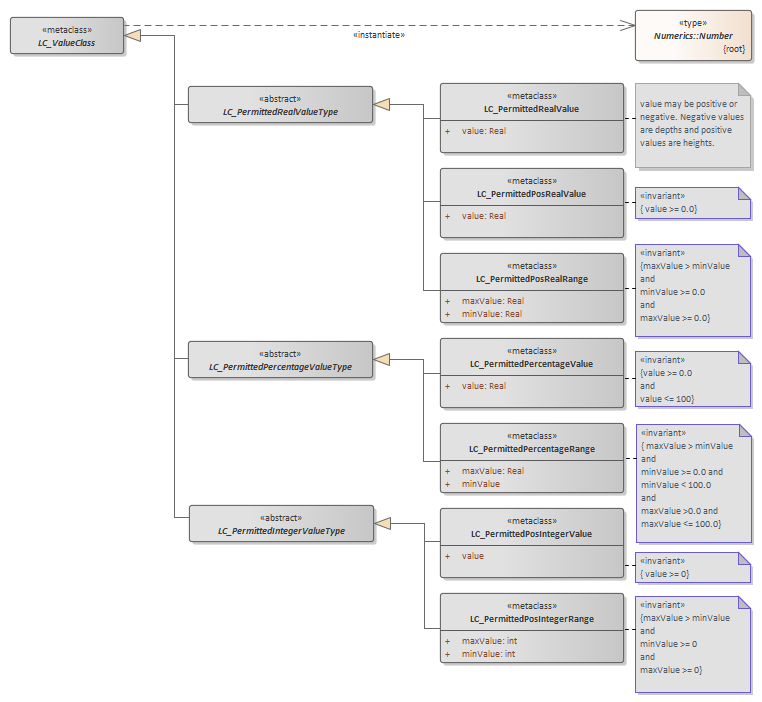 «metaclass»
LC_ValueClass
«instantiate»
«type»
Numerics::Number
{root}
«abstract»
LC_PermittedRealValueType
«metaclass»
LC_PermittedRealValue
+ value: Real
value may be positive or
negative. Negative values
are depths and positive
values are heights.
«metaclass»
LC_PermittedPosRealValue
+ value: Real
«invariant»
{ value >= 0.0}
«metaclass»
LC_PermittedPosRealRange
+ maxValue: Real
+ minValue: Real
«invariant»
{maxValue > minValue
and
minValue >= 0.0
and
maxValue >= 0.0}
«abstract»
LC_PermittedPercentageValueType
«metaclass»
LC_PermittedPercentageValue
+ value: Real
«invariant»
{value >= 0.0
and
value <= 100}
«metaclass»
LC_PermittedPercentageRange
+ maxValue: Real
+ minValue
«invariant»
{ maxValue > minValue
and
minValue >= 0.0 and
minValue < 100.0
and
maxValue >0.0 and
maxValue <= 100.0}
«abstract»
LC_PermittedIntegerValueType
«metaclass»
LC_PermittedPosIntegerValue
+ value
«invariant»
{ value >= 0}
«metaclass»
LC_PermittedPosIntegerRange
+ maxValue: int
+ minValue: int
«invariant»
{maxValue > minValue
and
minValue >= 0
and
maxValue >= 0}